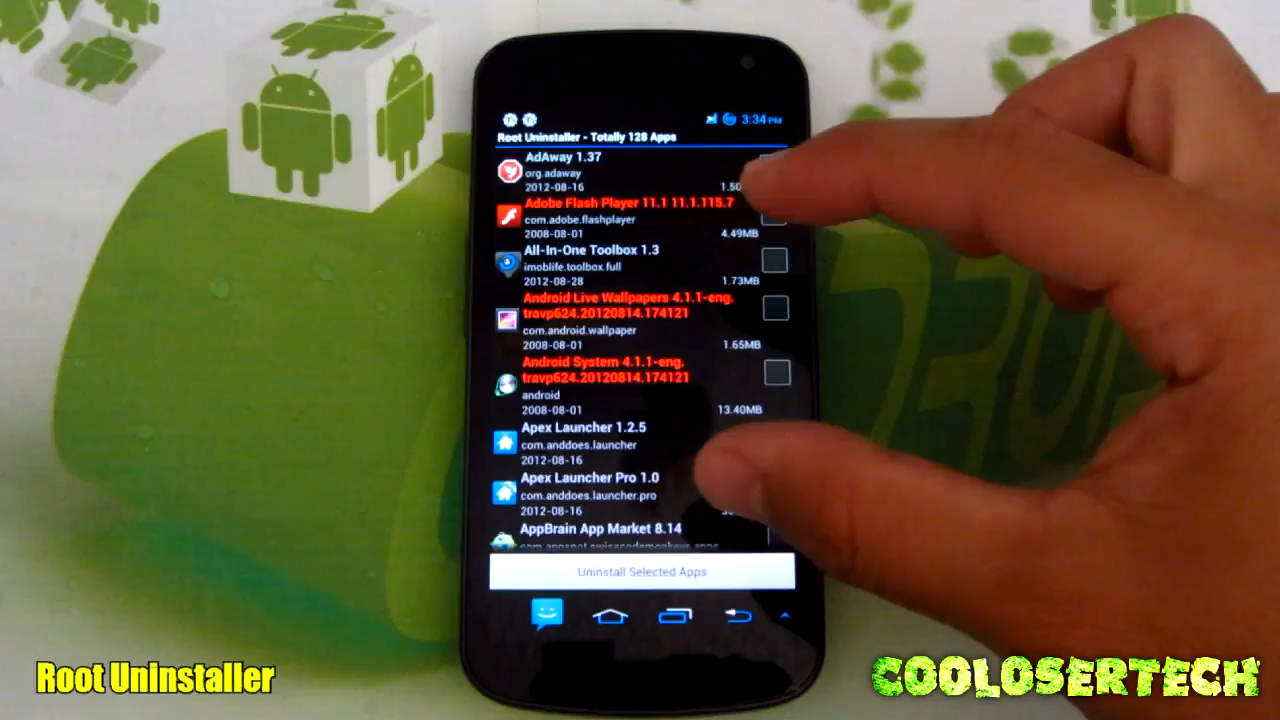 3:34 PM
Root Uninstaller - Totally 128 Apps
AdAway 1.37
org.adaway
2012-08-16
Adobe Flash Player 11.1 11.1.115.7
com.adobe.flashplayer
2008-08-01 4.49MB
All-In-One Toolbox 1.3
imoblife.toolbox.full
2012-08-28 1.73MB
Android Live Wallpapers 4.1.1-eng.
travp624.20120814.174121
com.android.wallpaper
2008-08-01 1.65MB
Android System 4.1.1-eng.
travp624.20120814.174121
android
2008-08-01 13.40MB
Apex Launcher 1.2.5
com.anddoes.launcher
2012-08-16
Apex Launcher Pro 1.0
com.anddoes.launcher.pro
2012-08-16
AppBrain App Market 8.14
Uninstall Selected Apps
Root Uninstaller
COOLOSERTECH